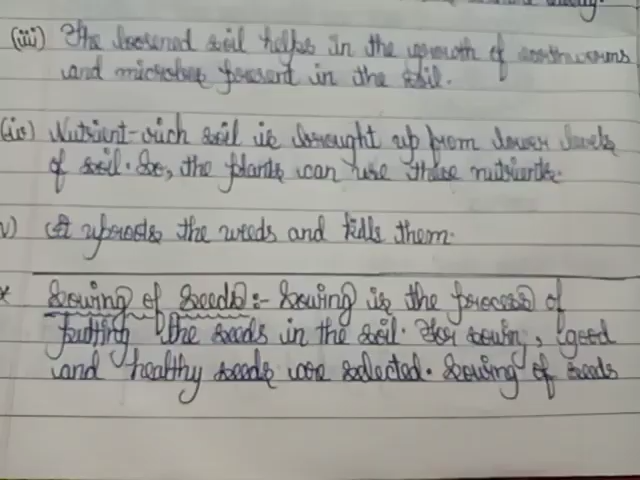 (iii) The loosened soil helps in the growth of earthworms
and microbes present in the soil.
(iv) Nutrient-rich soil is brought up from lower levels
of soil. So, the plants can use these nutrients.
v) It uproots the weeds and kills them.
* Sowing of Seeds :- Sowing is the process of
putting the seeds in the soil. For sowing, good
and healthy seeds are selected. Sowing of seeds